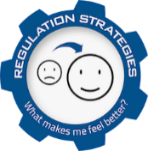 REGULATION STRATEGIES
What makes me feel better?